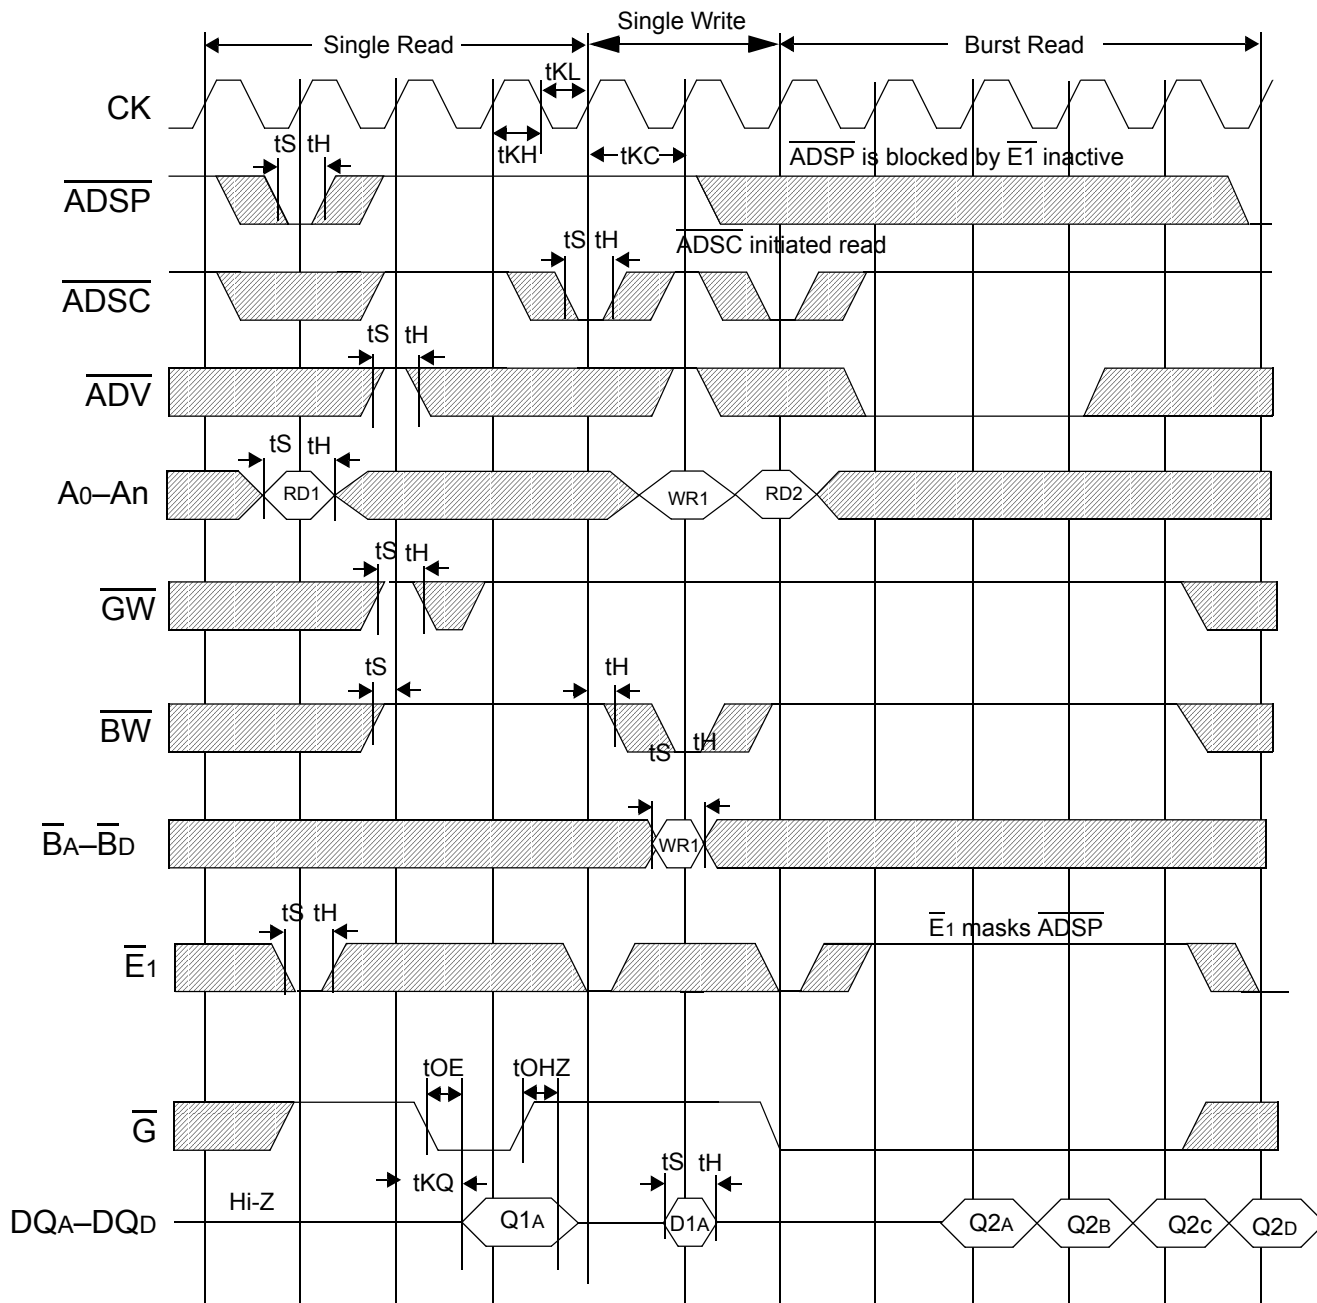 Single Write
Single Read
Burst Read
tKL
CK
tS tH
tKH
tKC
ADSP is blocked by E1 inactive
ADSP
tS tH
ADSC initiated read
ADSC
tS tH
ADV
tS tH
A0–An
RD1
WR1
RD2
tS tH
GW
tS
tH
BW
tS tH
BA–BD
WR1
tS tH
E1 masks ADSP
E1
tOE
tOHZ
G
tKQ
tS tH
Hi-Z
DQA–DQD
Q1A
D1A
Q2A
Q2B
Q2c
Q2D